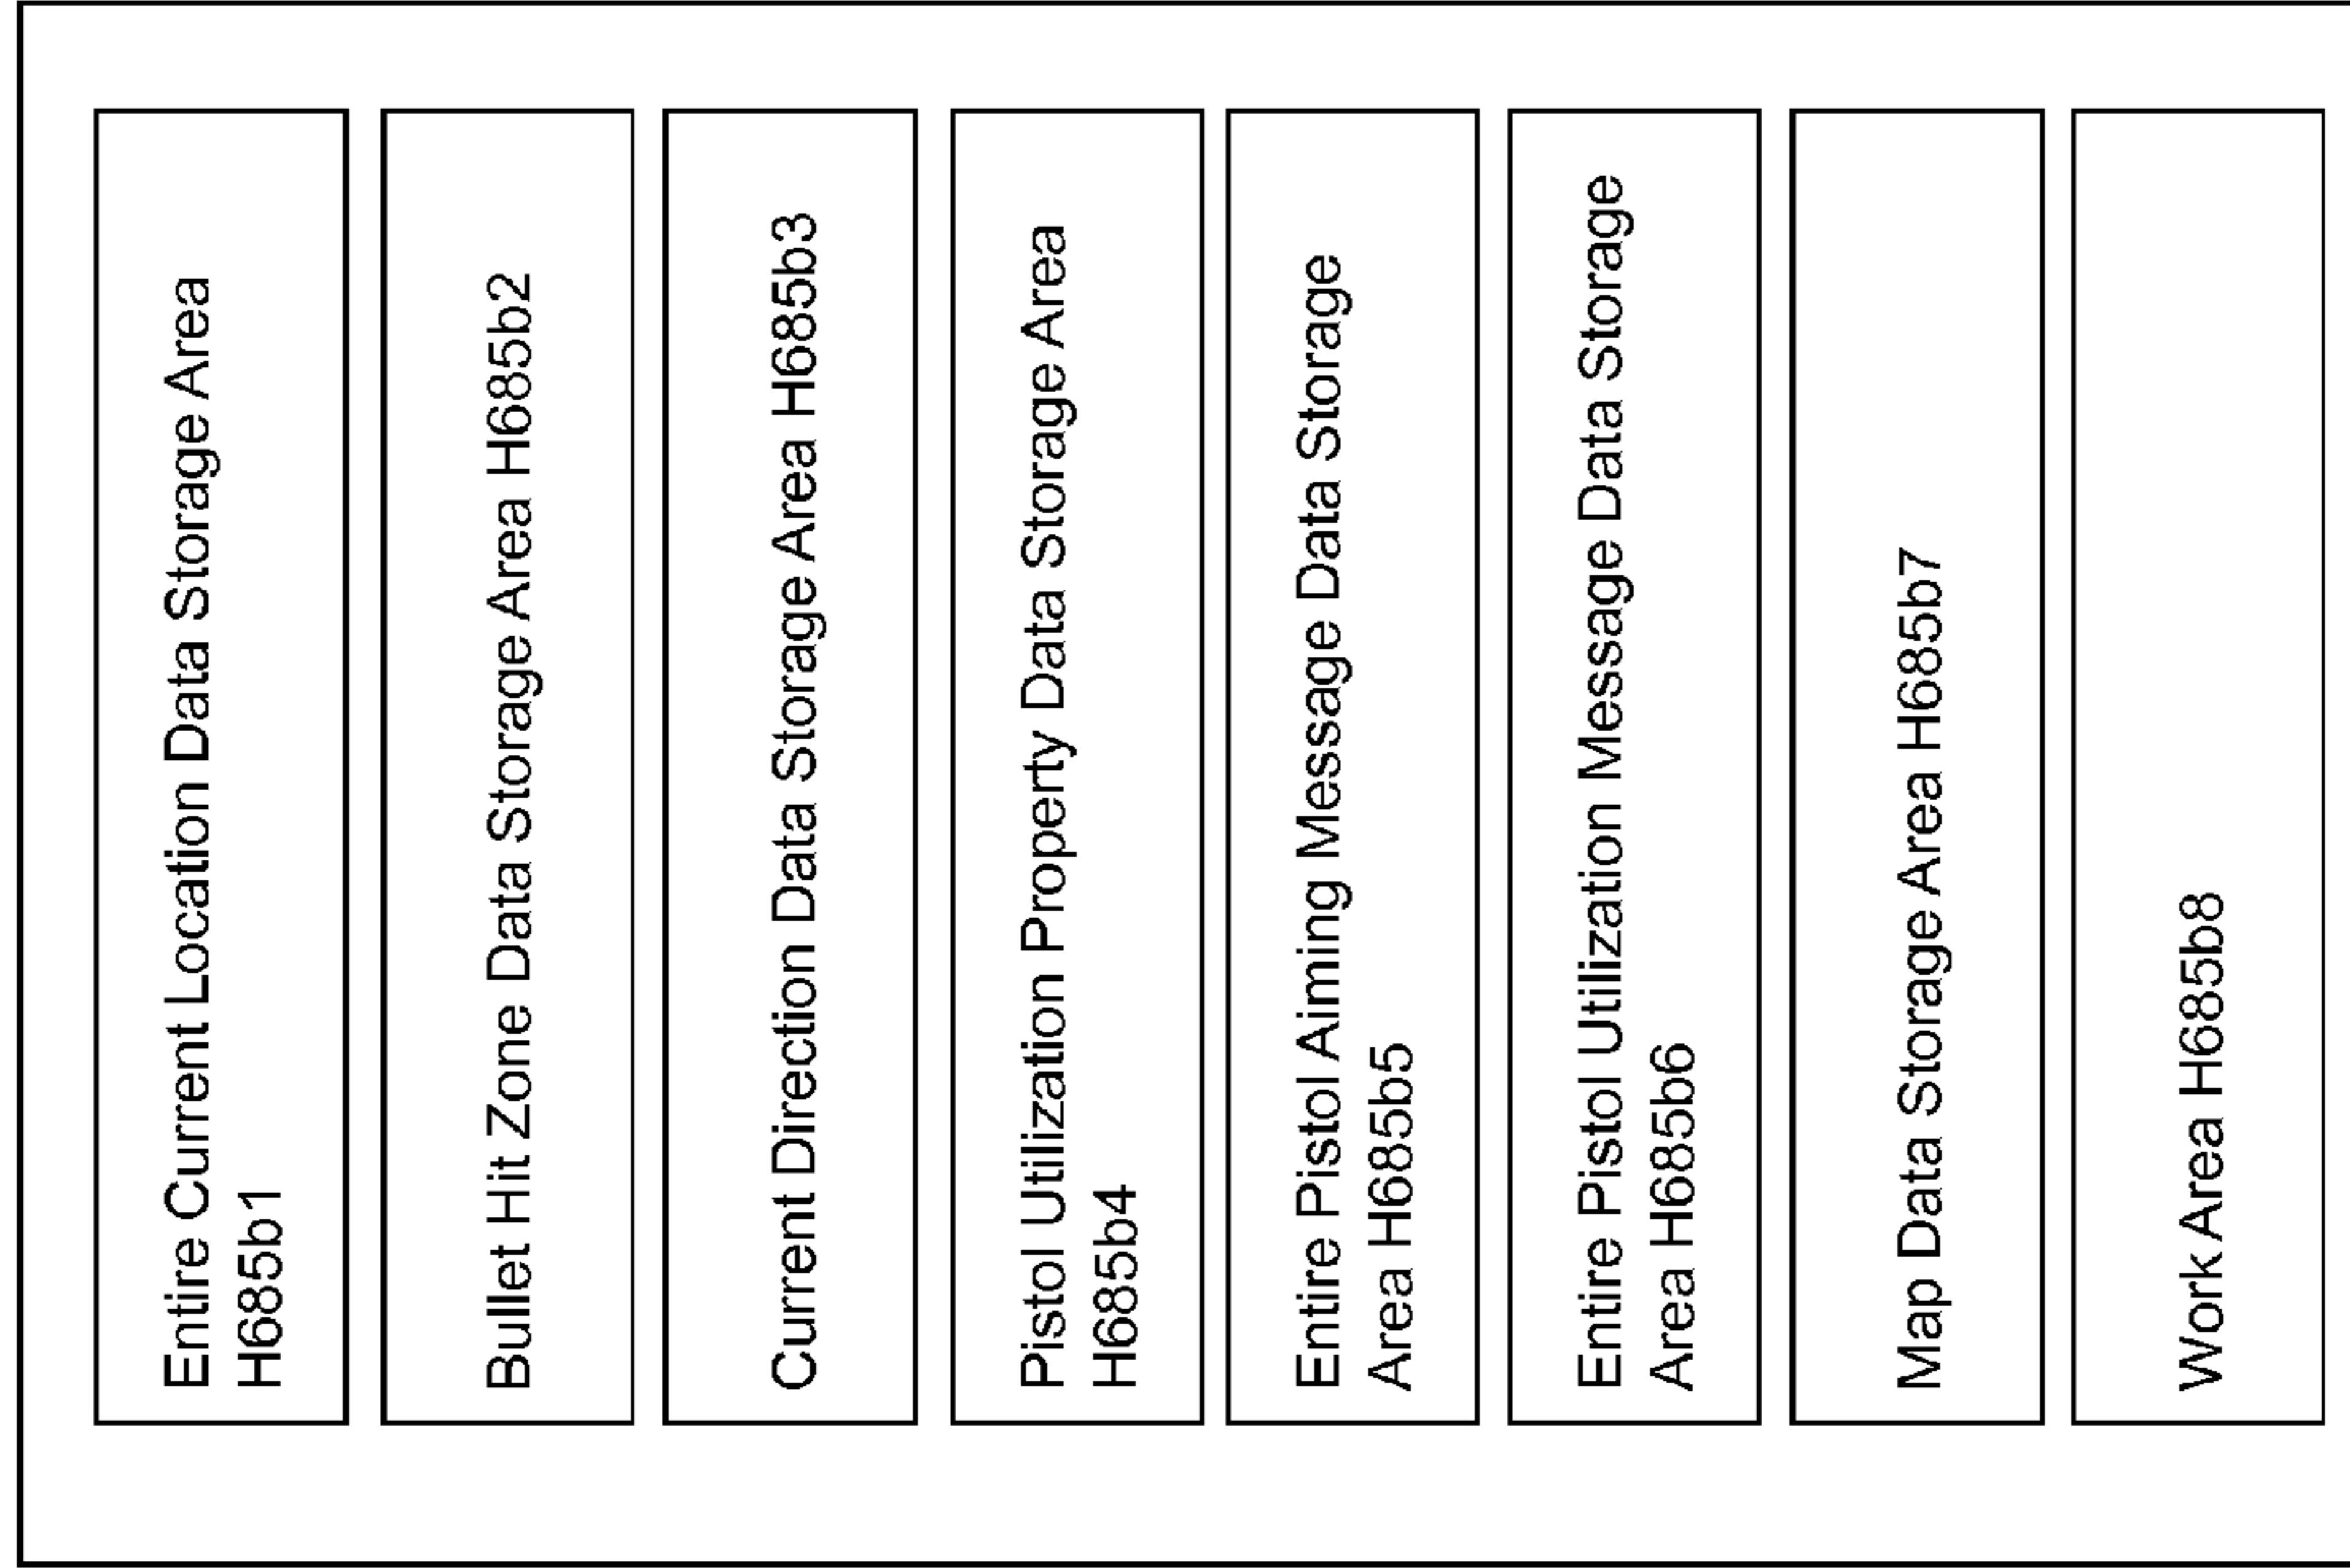 Entire Current Location Data Storage Area
H685b1
Bullet Hit Zone Data Storage Area H685b2
Current Direction Data Storage Area H685b3
Pistol Utilization Property Data Storage Area
H685b4
Entire Pistol Aiming Message Data Storage
Area H685b5
Entire Pistol Utilization Message Data Storage
Area H685b6
Map Data Storage Area H685b7
Work Area H685b8